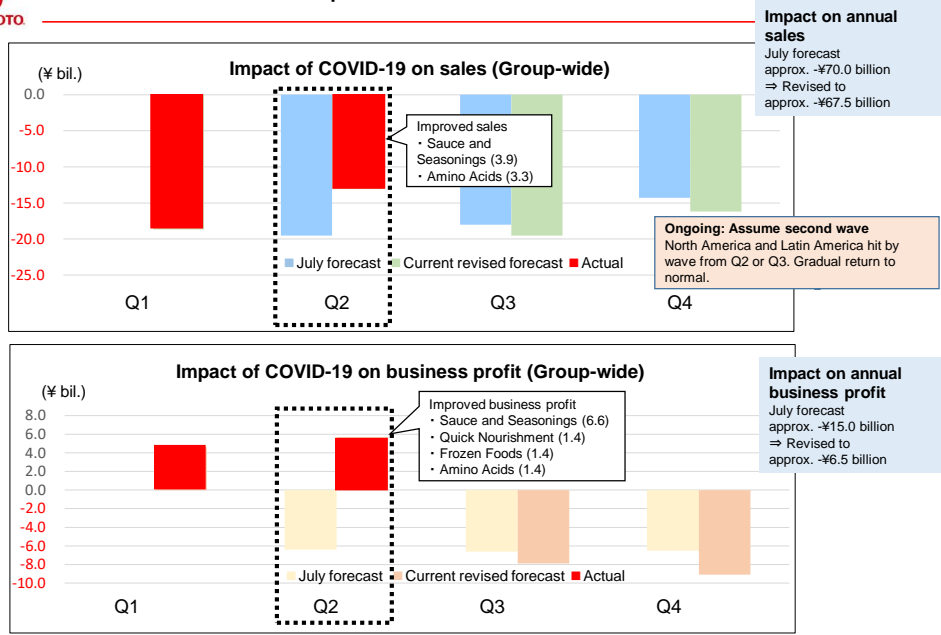 OTO
Impact on annual
sales
July forecast
approx. -¥70.0 billion
⇒ Revised to
approx. -¥67.5 billion
Impact of COVID-19 on sales (Group-wide)
(¥ bil.)
0.0
-5.0
-10.0
-15.0
-20.0
-25.0
Improved sales
・Sauce and
Seasonings (3.9)
・Amino Acids (3.3)
Ongoing: Assume second wave
North America and Latin America hit by
wave from Q2 or Q3. Gradual return to
normal.
July forecast Current revised forecast Actual
Q1 Q2 Q3 Q4
Impact of COVID-19 on business profit (Group-wide)
(¥ bil.)
8.0
6.0
4.0
2.0
0.0
-2.0
-4.0
-6.0
-8.0
-10.0
Improved business profit
・Sauce and Seasonings (6.6)
・Quick Nourishment (1.4)
・Frozen Foods (1.4)
・Amino Acids (1.4)
July forecast Current revised forecast Actual
Q1 Q2 Q3 Q4
Impact on annual
business profit
July forecast
approx. -¥15.0 billion
⇒ Revised to
approx. -¥6.5 billion